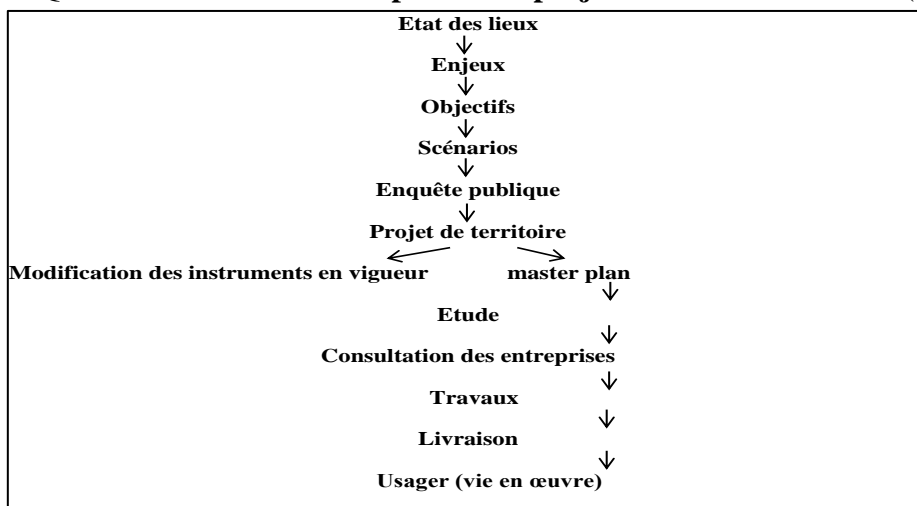 Etat des lieux
Enjeux
Objectifs
Scénarios
Enquête publique
Projet de territoire
Modification des instruments en vigueur master plan
Etude
Consultation des entreprises
Travaux
Livraison
Usager (vie en œuvre)